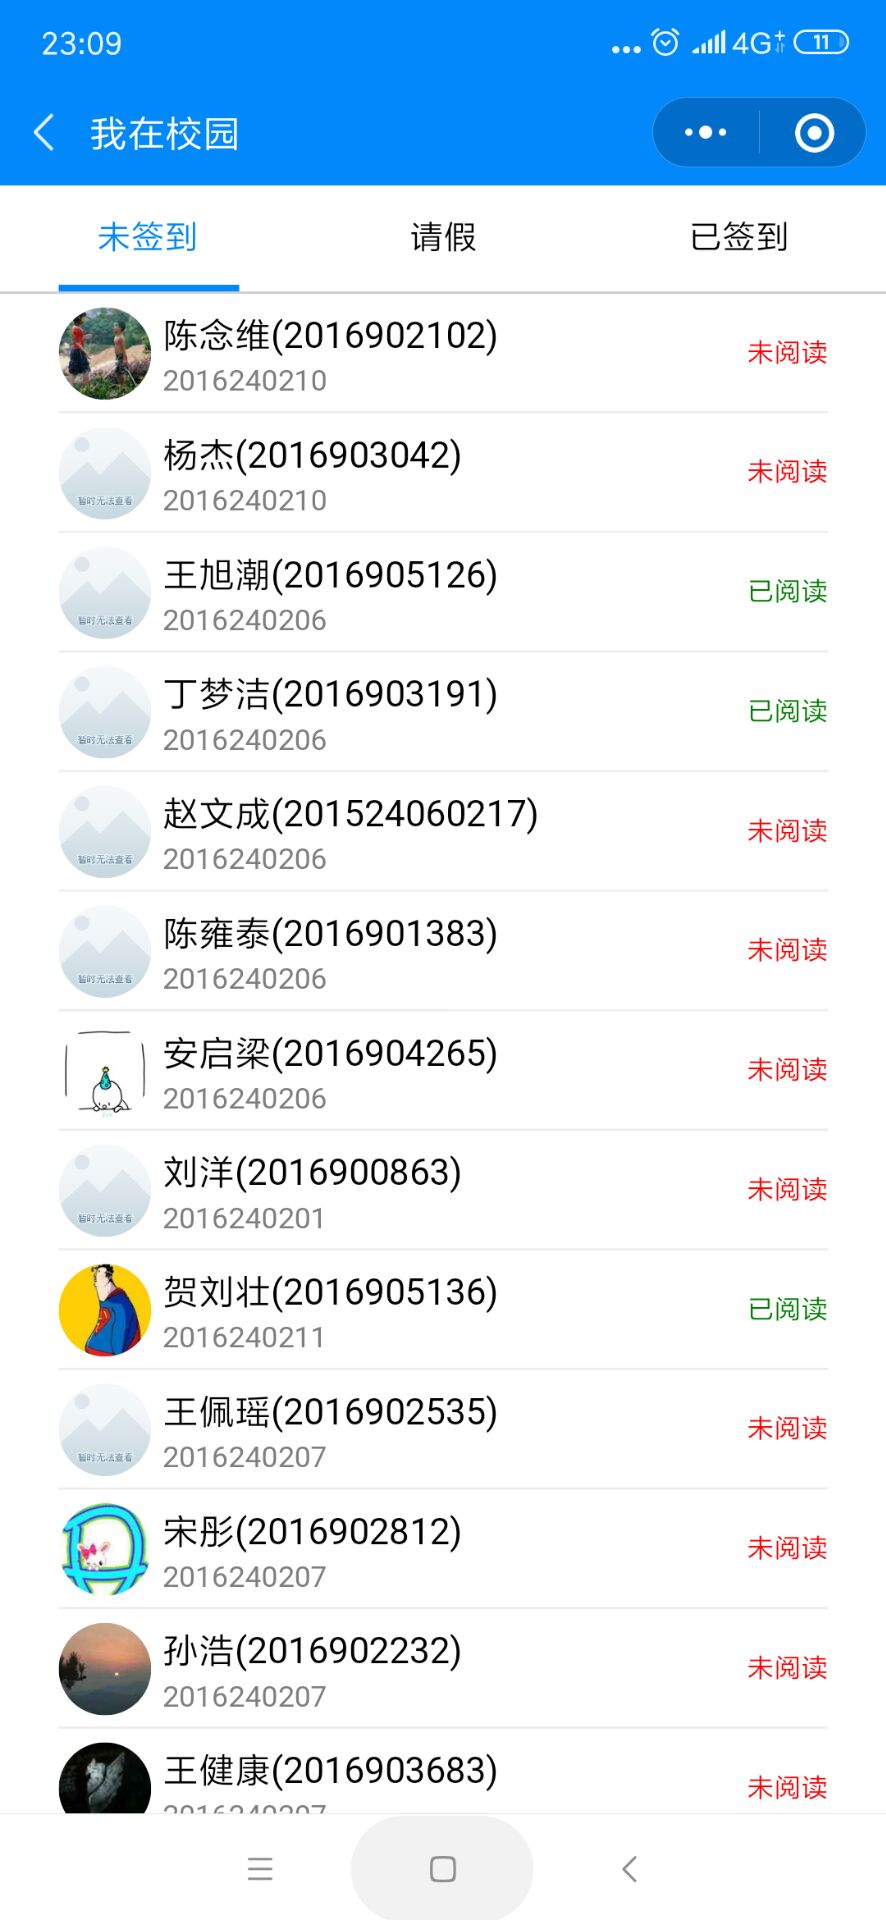 23:09
4G+
11
我在校园
未签到 请假 已签到
陈念维(2016902102)
2016240210
未阅读
暂时无法查看
杨杰(2016903042)
2016240210
未阅读
暂时无法查看
王旭潮(2016905126)
2016240206
已阅读
暂时无法查看
丁梦洁(2016903191)
2016240206
已阅读
暂时无法查看
赵文成(201524060217)
2016240206
未阅读
暂时无法查看
陈雍泰(2016901383)
2016240206
未阅读
安启梁(2016904265)
2016240206
未阅读
暂时无法查看
刘洋(2016900863)
2016240201
未阅读
贺刘壮(2016905136)
2016240211
已阅读
暂时无法查看
王佩瑶(2016902535)
2016240207
未阅读
宋彤(2016902812)
2016240207
未阅读
孙浩(2016902232)
2016240207
未阅读
王健康(2016903683)
2016240207
未阅读